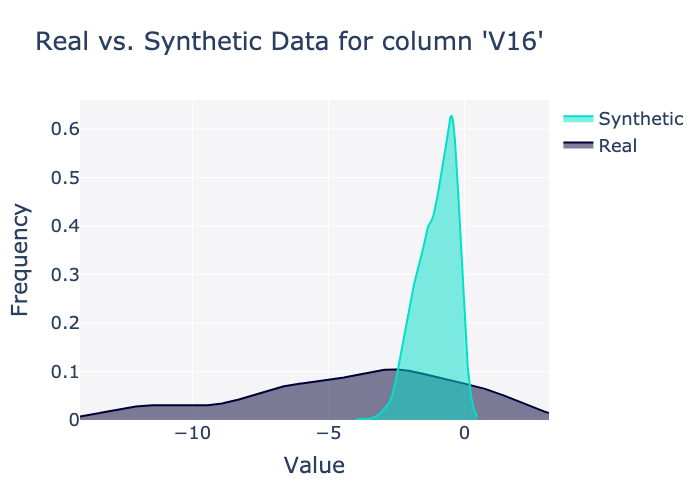 Real vs. Synthetic Data for column 'V16'
Synthetic
Real
Frequency
0.6
0.5
0.4
0.3
0.2
0.1
0
−10
−5
0
Value